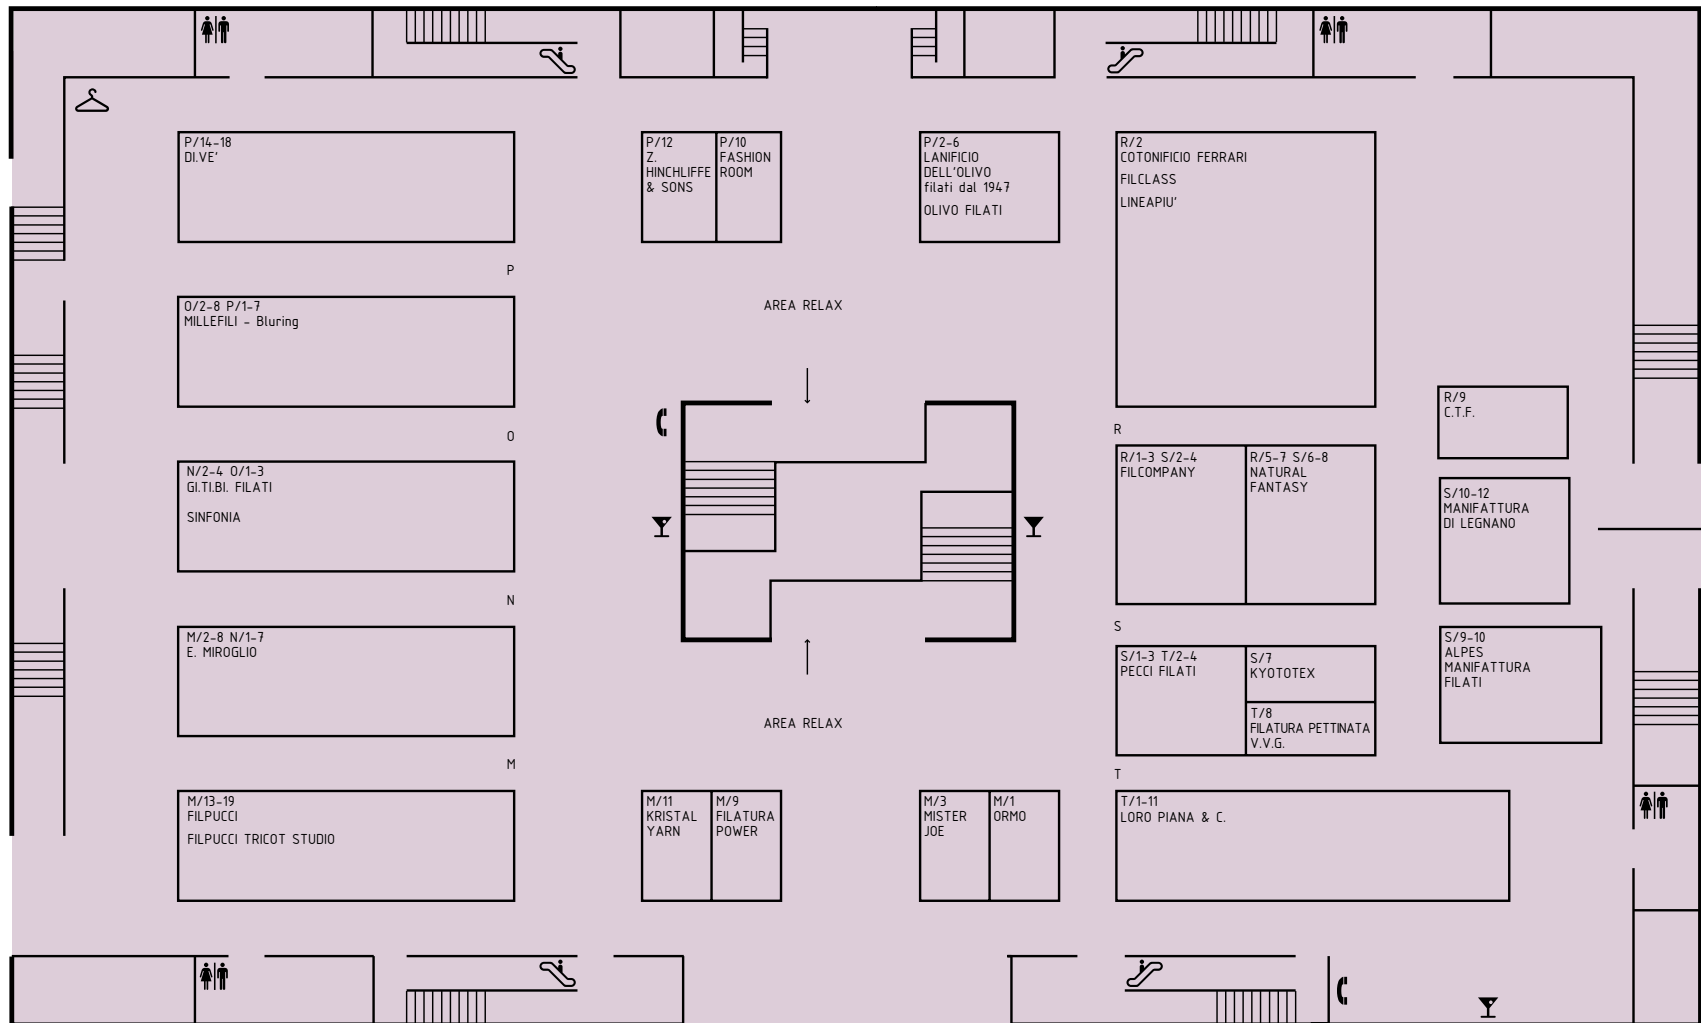 P/14-18
DI.VE'
P/12
Z.
HINCHLIFFE
& SONS
P/10
FASHION
ROOM
P/2-6
LANIFICIO
DELL'OLIVO
filati dal 1947
OLIVO FILATI
R/2
COTONIFICIO FERRARI
FILCLASS
LINEAPIU'
P
O/2-8 P/1-7
MILLEFILI - Bluring
AREA RELAX
R/9
C.T.F.
O
R
N/2-4 O/1-3
GI.TI.BI. FILATI
SINFONIA
R/1-3 S/2-4
FILCOMPANY
R/5-7 S/6-8
NATURAL
FANTASY
S/10-12
MANIFATTURA
DI LEGNANO
N
S
M/2-8 N/1-7
E. MIROGLIO
S/1-3 T/2-4
PECCI FILATI
S/7
KYOTOTEX
T/8
FILATURA PETTINATA
V.V.G.
S/9-10
ALPES
MANIFATTURA
FILATI
AREA RELAX
M
T
M/13-19
FILPUCCI
FILPUCCI TRICOT STUDIO
M/11
KRISTAL
YARN
M/9
FILATURA
POWER
M/3
MISTER
JOE
M/1
ORMO
T/1-11
LORO PIANA & C.